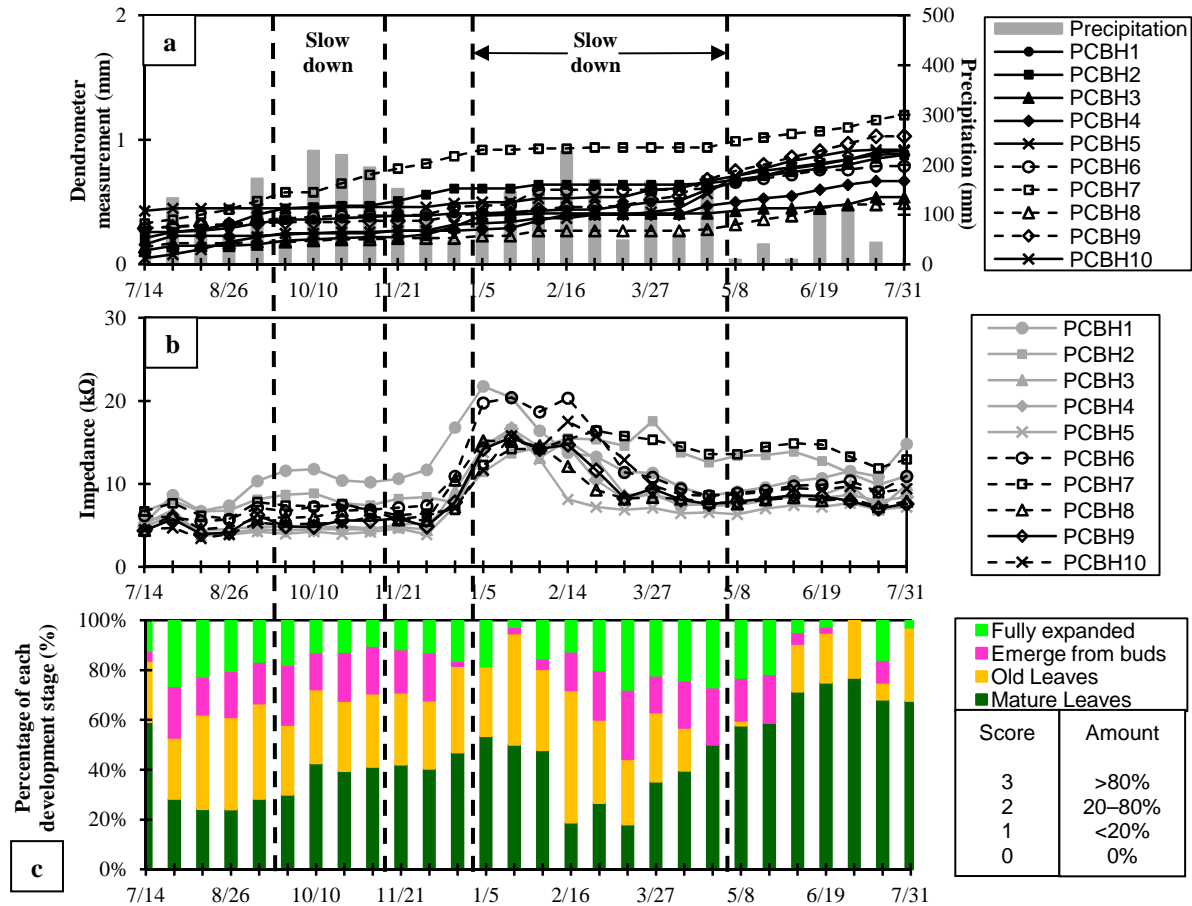 a
Slow
down
Slow
down
Dendrometer
measurement (mm)
2
1
0
500
400
300
200
100
0
Precipitation
(mm)
7/14 8/26 10/10 11/21 1/5 2/16 3/27 5/8 6/19 7/31
Precipitation
PCBH1
PCBH2
PCBH3
PCBH4
PCBH5
PCBH6
PCBH7
PCBH8
PCBH9
PCBH10
b
Impedance (kΩ)
30
20
10
0
7/14 8/26 10/10 11/21 1/5 2/14 3/27 5/8 6/19 7/31
PCBH1
PCBH2
PCBH3
PCBH4
PCBH5
PCBH6
PCBH7
PCBH8
PCBH9
PCBH10
c
Percentage of each
development stage (%)
100%
80%
60%
40%
20%
0%
7/14 8/26 10/10 11/21 1/5 2/16 3/27 5/8 6/19 7/31
Fully expanded
Emerge from buds
Old Leaves
Mature Leaves
Score Amount
3 >80%
2 20–80%
1 <20%
0 0%